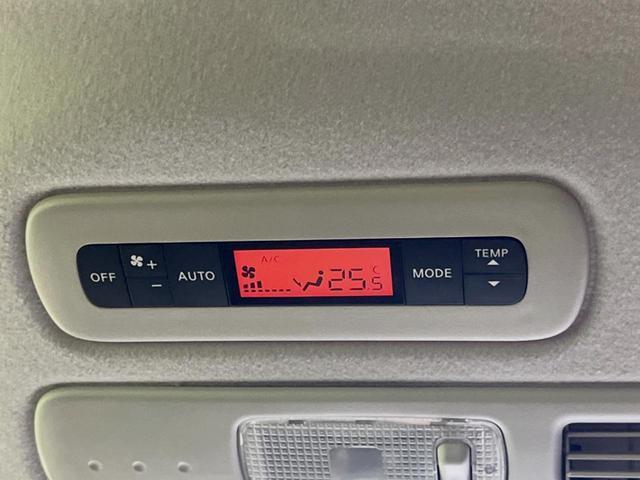 OFF
+
-
AUTO
A/C
25.5 C
MODE
TEMP